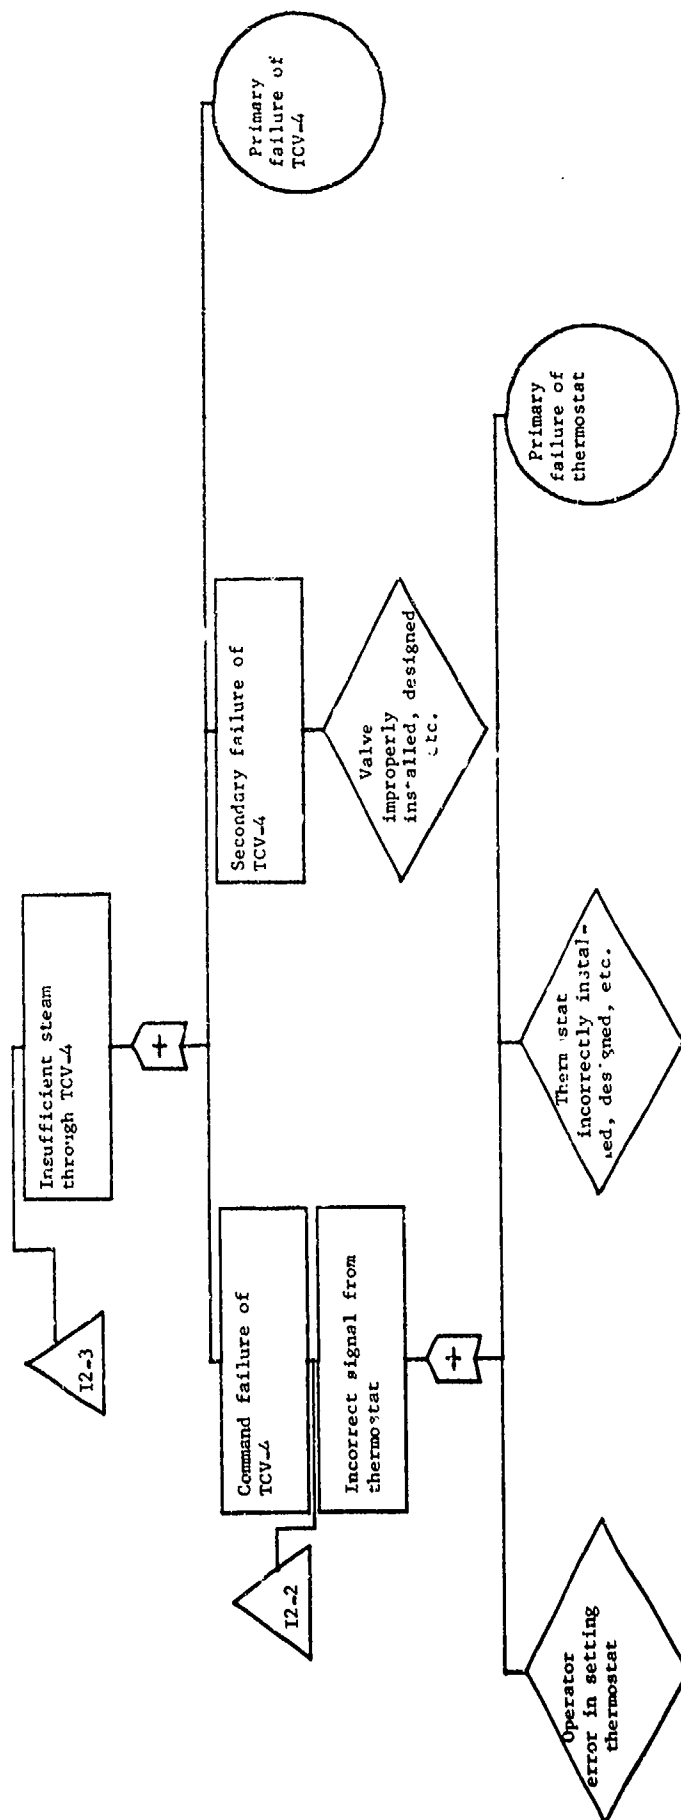 I2-3
Insufficient steam
through TCV-4
+
I2-2
Command failure of
TCV-4
Secondary failure of
TCV-4
Primary
failure of
TCV-4
Incorrect signal from
thermostat
Valve
improperly
installed, designed
etc.
+
Operator
error in setting
thermostat
Thermostat
incorrectly instal-
led, designed, etc.
Primary
failure of
thermostat